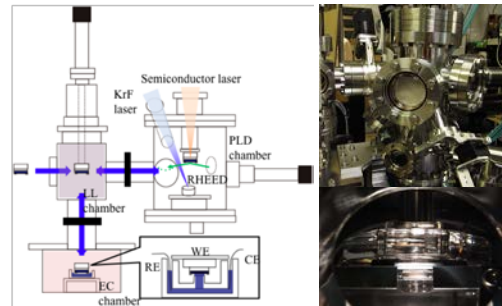 Semiconductor laser
KrF
laser
PLD
chamber
RHEED
LL
chamber
WE
RE
CE
EC
chamber